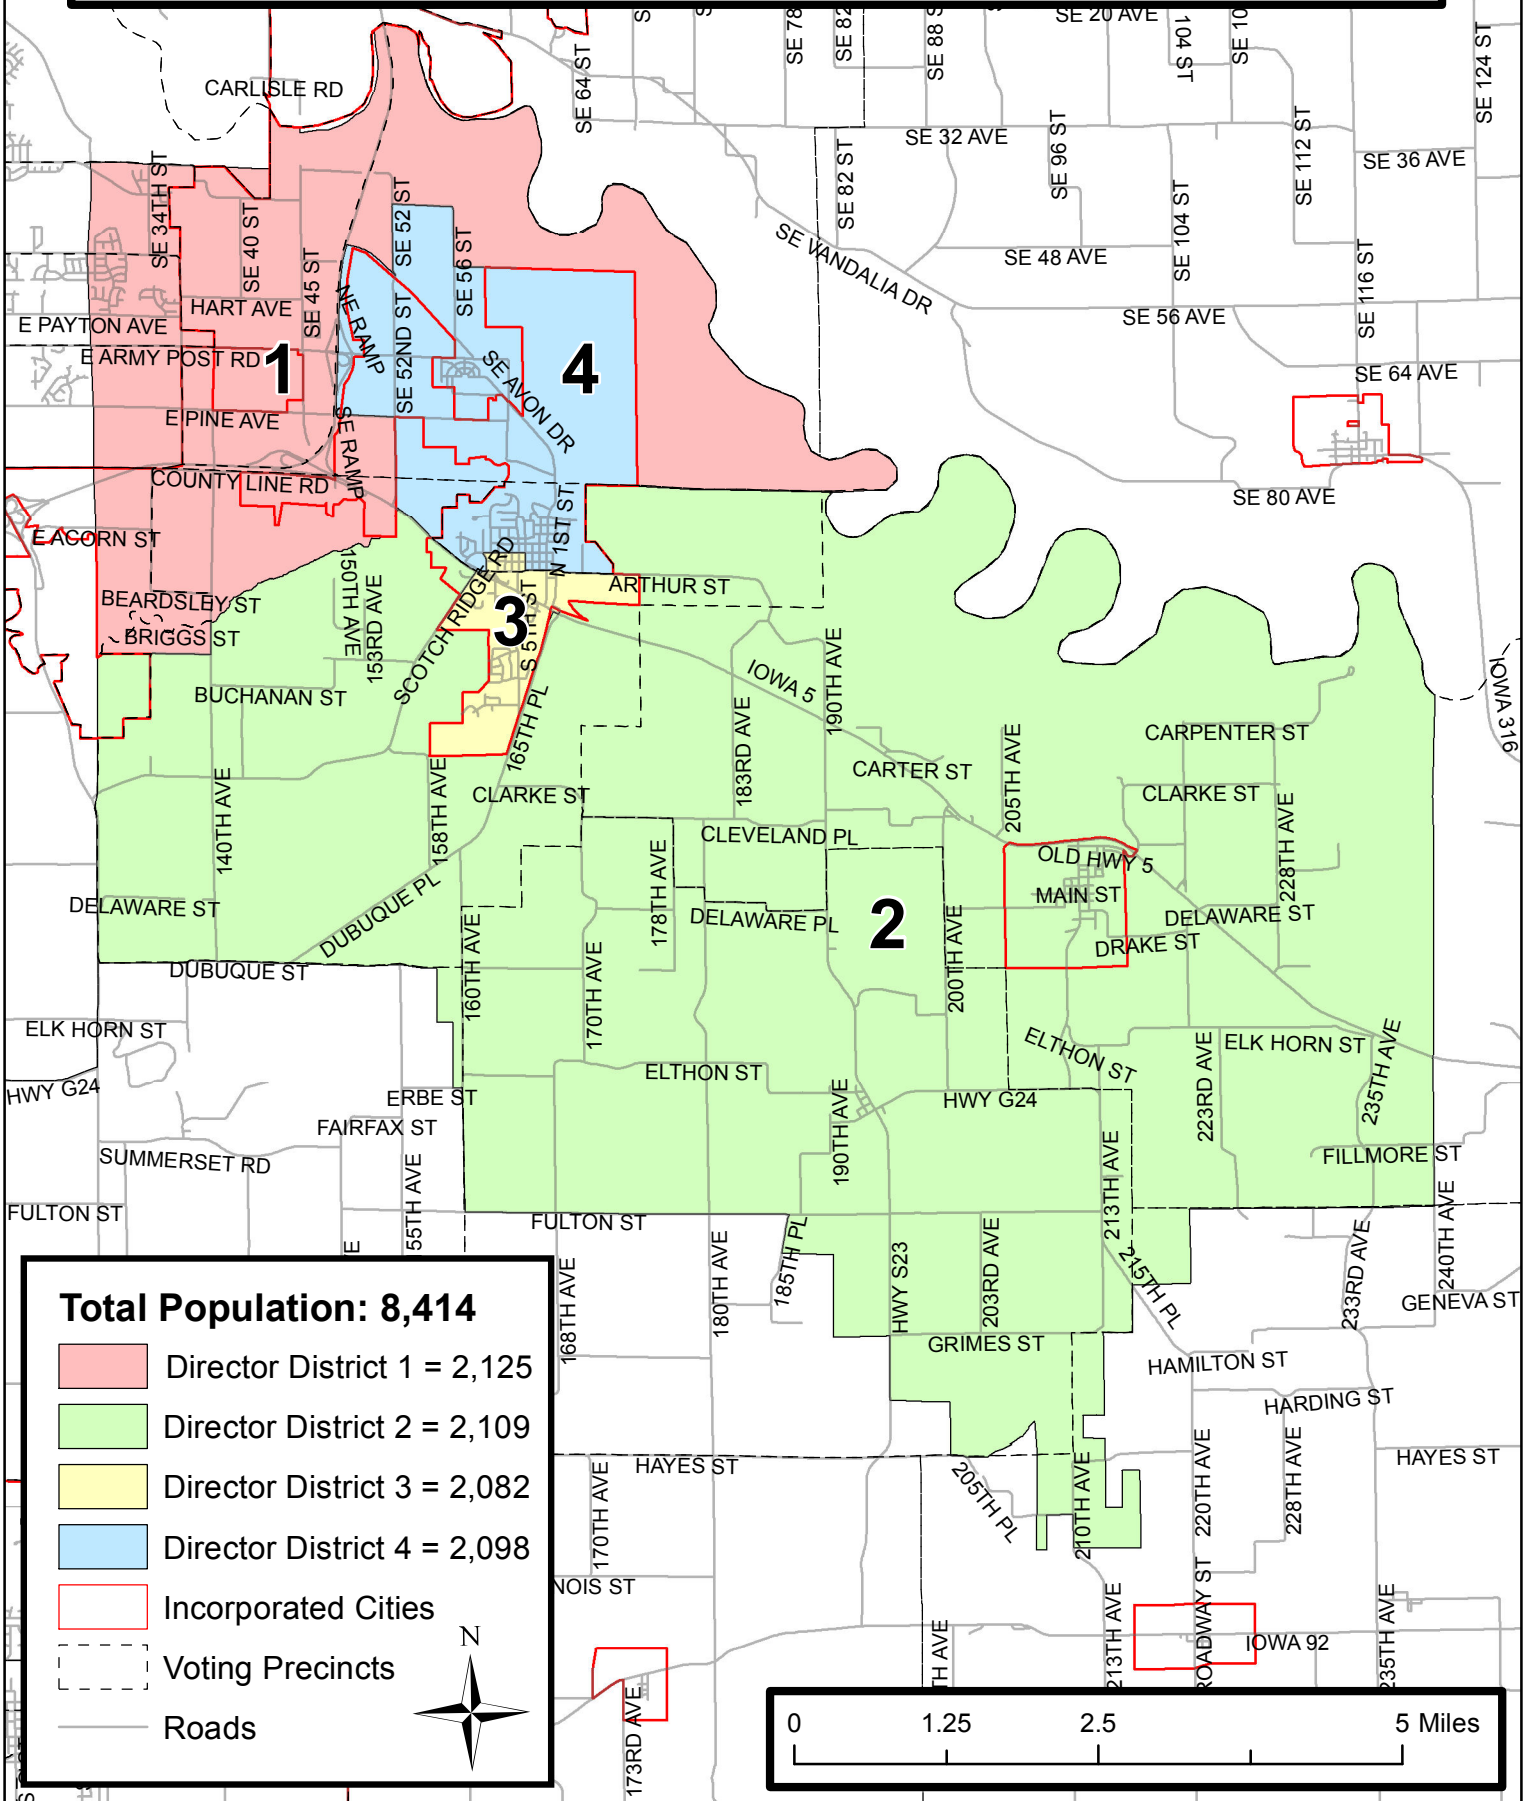 SE 20 AVE
SE 64 ST
SE 78
SE 82
SE 88 S
104 ST
SE 10
SE 124 ST
CARLISLE RD
SE 32 AVE
SE 96 ST
SE 112 ST
SE 36 AVE
SE 34TH ST
SE 40 ST
SE 45 ST
SE 52 ST
SE 56 ST
SE 82 ST
SE 104 ST
SE 116 ST
SE VANDALIA DR
SE 48 AVE
HART AVE
E PAYTON AVE
NE RAMP
SE 52ND ST
SE 56 AVE
E ARMY POST RD
1
4
SE AVON DR
SE 64 AVE
E PINE AVE
SE RAMP
COUNTY LINE RD
SE 80 AVE
E ACORN ST
N 1ST ST
150TH AVE
153RD AVE
SCOTCH RIDGE RD
ARTHUR ST
BEARDSLEY ST
3
S 5TH ST
BRIGGS ST
BUCHANAN ST
165TH PL
IOWA 5
190TH AVE
IOWA 316
183RD AVE
205TH AVE
CARPENTER ST
CARTER ST
CLARKE ST
CLARKE ST
140TH AVE
158TH AVE
CLEVELAND PL
228TH AVE
178TH AVE
OLD HWY 5
MAIN ST
DELAWARE ST
DUBUQUE PL
DELAWARE PL
2
DELAWARE ST
DRAKE ST
DUBUQUE ST
160TH AVE
170TH AVE
200TH AVE
ELK HORN ST
ELTHON ST
ELK HORN ST
235TH AVE
223RD AVE
ELTHON ST
HWY G24
ERBE ST
190TH AVE
HWY G24
FAIRFAX ST
SUMMERSET RD
213TH AVE
FILLMORE ST
FULTON ST
55TH AVE
FULTON ST
185TH PL
240TH AVE
180TH AVE
168TH AVE
HWY S23
203RD AVE
215TH PL
233RD AVE
GENEVA ST
GRIMES ST
HAMILTON ST
HARDING ST
HAYES ST
HAYES ST
205TH PL
210TH AVE
220TH AVE
228TH AVE
170TH AVE
NOIS ST
213TH AVE
ROADWAY ST
IOWA 92
235TH AVE
TH AVE
173RD AVE
Total Population: 8,414
Director District 1 = 2,125
Director District 2 = 2,109
Director District 3 = 2,082
Director District 4 = 2,098
Incorporated Cities
Voting Precincts
Roads
N
0 1.25 2.5 5 Miles